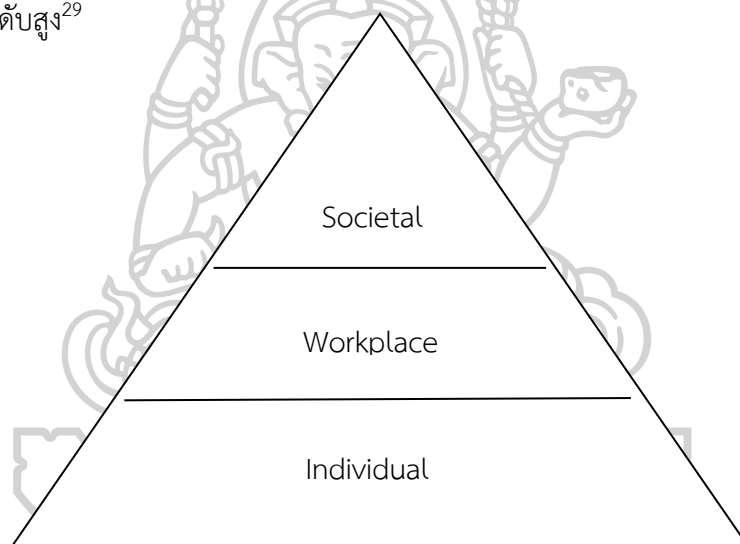 ดับสูง29
Societal
Workplace
Individual